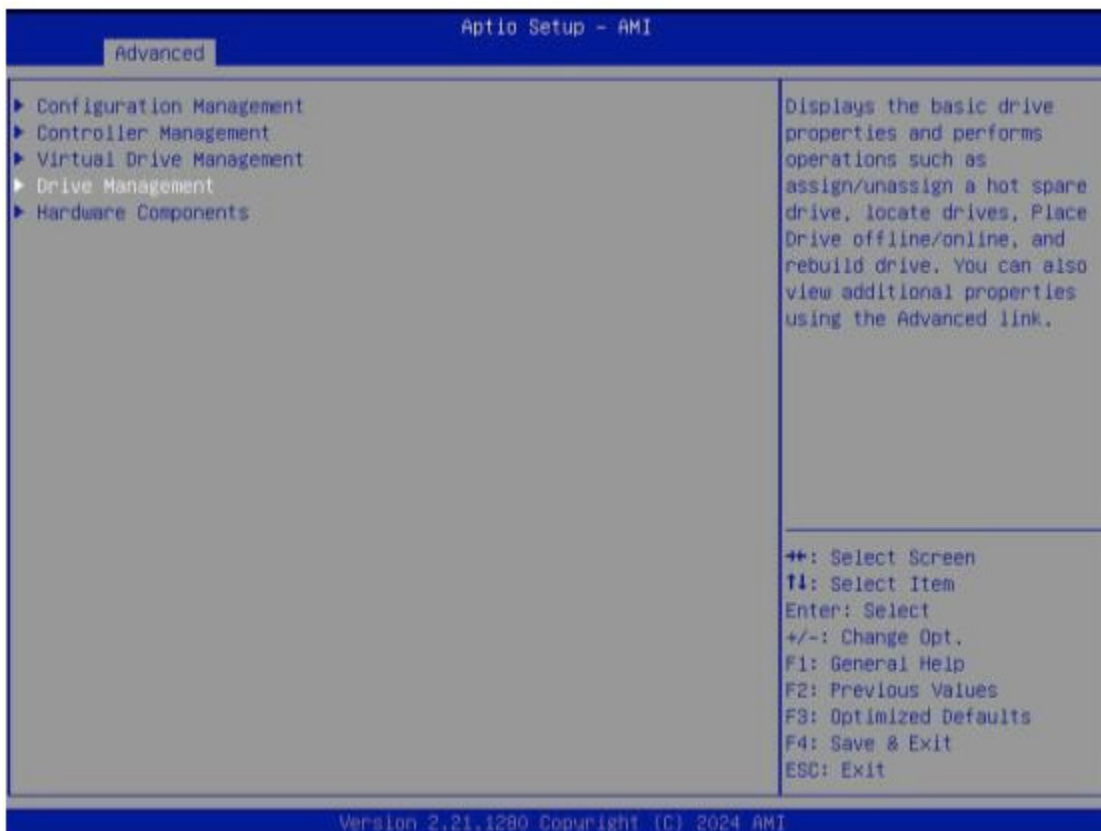 Aptio Setup – AMI
Advanced
Configuration Management
Controller Management
Virtual Drive Management
Drive Management
Hardware Components
Displays the basic drive
properties and performs
operations such as
assign/unassign a hot spare
drive, locate drives, Place
Drive offline/online, and
rebuild drive. You can also
view additional properties
using the Advanced link.
→←: Select Screen
↑↓: Select Item
Enter: Select
+/-: Change Opt.
F1: General Help
F2: Previous Values
F3: Optimized Defaults
F4: Save & Exit
ESC: Exit
Version 2.21.1280 Copyright (C) 2024 AMI